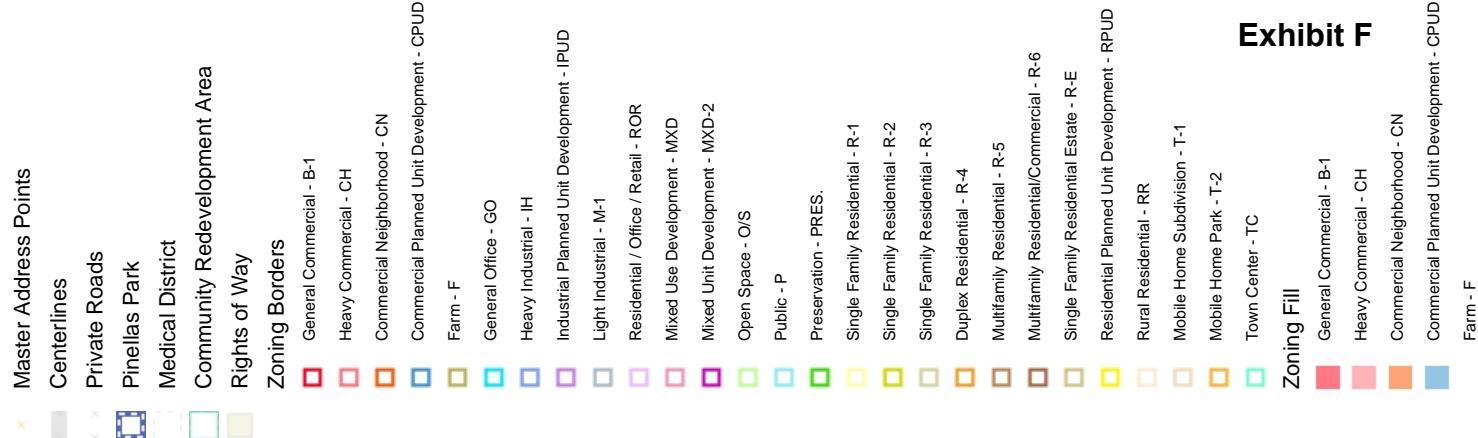 Exhibit F
Master Address Points
Centerlines
Private Roads
Pinellas Park
Medical District
Community Redevelopment Area
Rights of Way
Zoning Borders
General Commercial - B-1
Heavy Commercial - CH
Commercial Neighborhood - CN
Commercial Planned Unit Development - CPUD
Farm - F
General Office - GO
Heavy Industrial - IH
Industrial Planned Unit Development - IPUD
Light Industrial - M-1
Residential / Office / Retail - ROR
Mixed Use Development - MXD
Mixed Unit Development - MXD-2
Open Space - O/S
Public - P
Preservation - PRES.
Single Family Residential - R-1
Single Family Residential - R-2
Single Family Residential - R-3
Duplex Residential - R-4
Multifamily Residential - R-5
Multifamily Residential/Commercial - R-6
Single Family Residential Estate - R-E
Residential Planned Unit Development - RPUD
Rural Residential - RR
Mobile Home Subdivision - T-1
Mobile Home Park - T-2
Town Center - TC
Zoning Fill
General Commercial - B-1
Heavy Commercial - CH
Commercial Neighborhood - CN
Commercial Planned Unit Development - CPUD
Farm - F